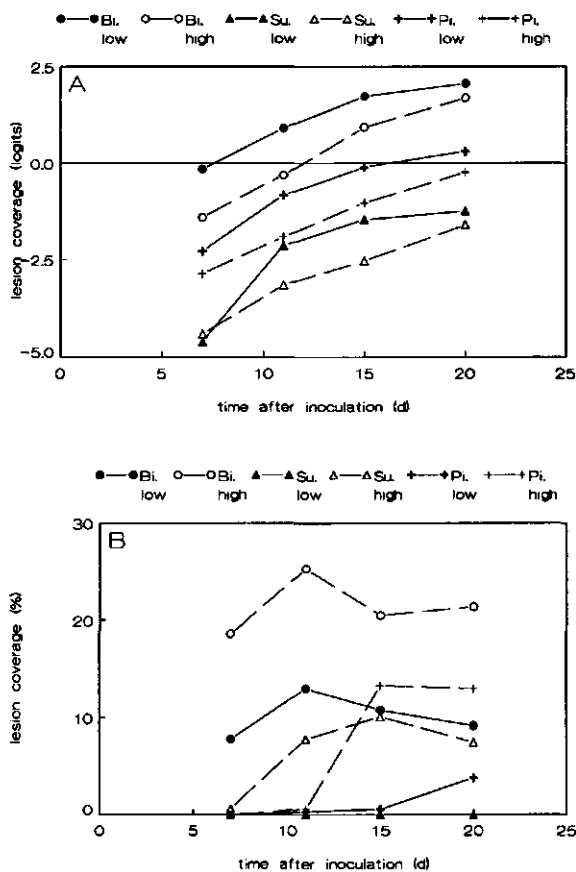 Bi. low Bi. high Su. low Su. high Pi. low Pi. high
A
lesion coverage (logits)
2.5
0.0
-2.5
-5.0
0 5 10 15 20 25
time after inoculation (d)
Bi. low Bi. high Su. low Su. high Pi. low Pi. high
B
lesion coverage (%)
30
20
10
0
0 5 10 15 20 25
time after inoculation (d)